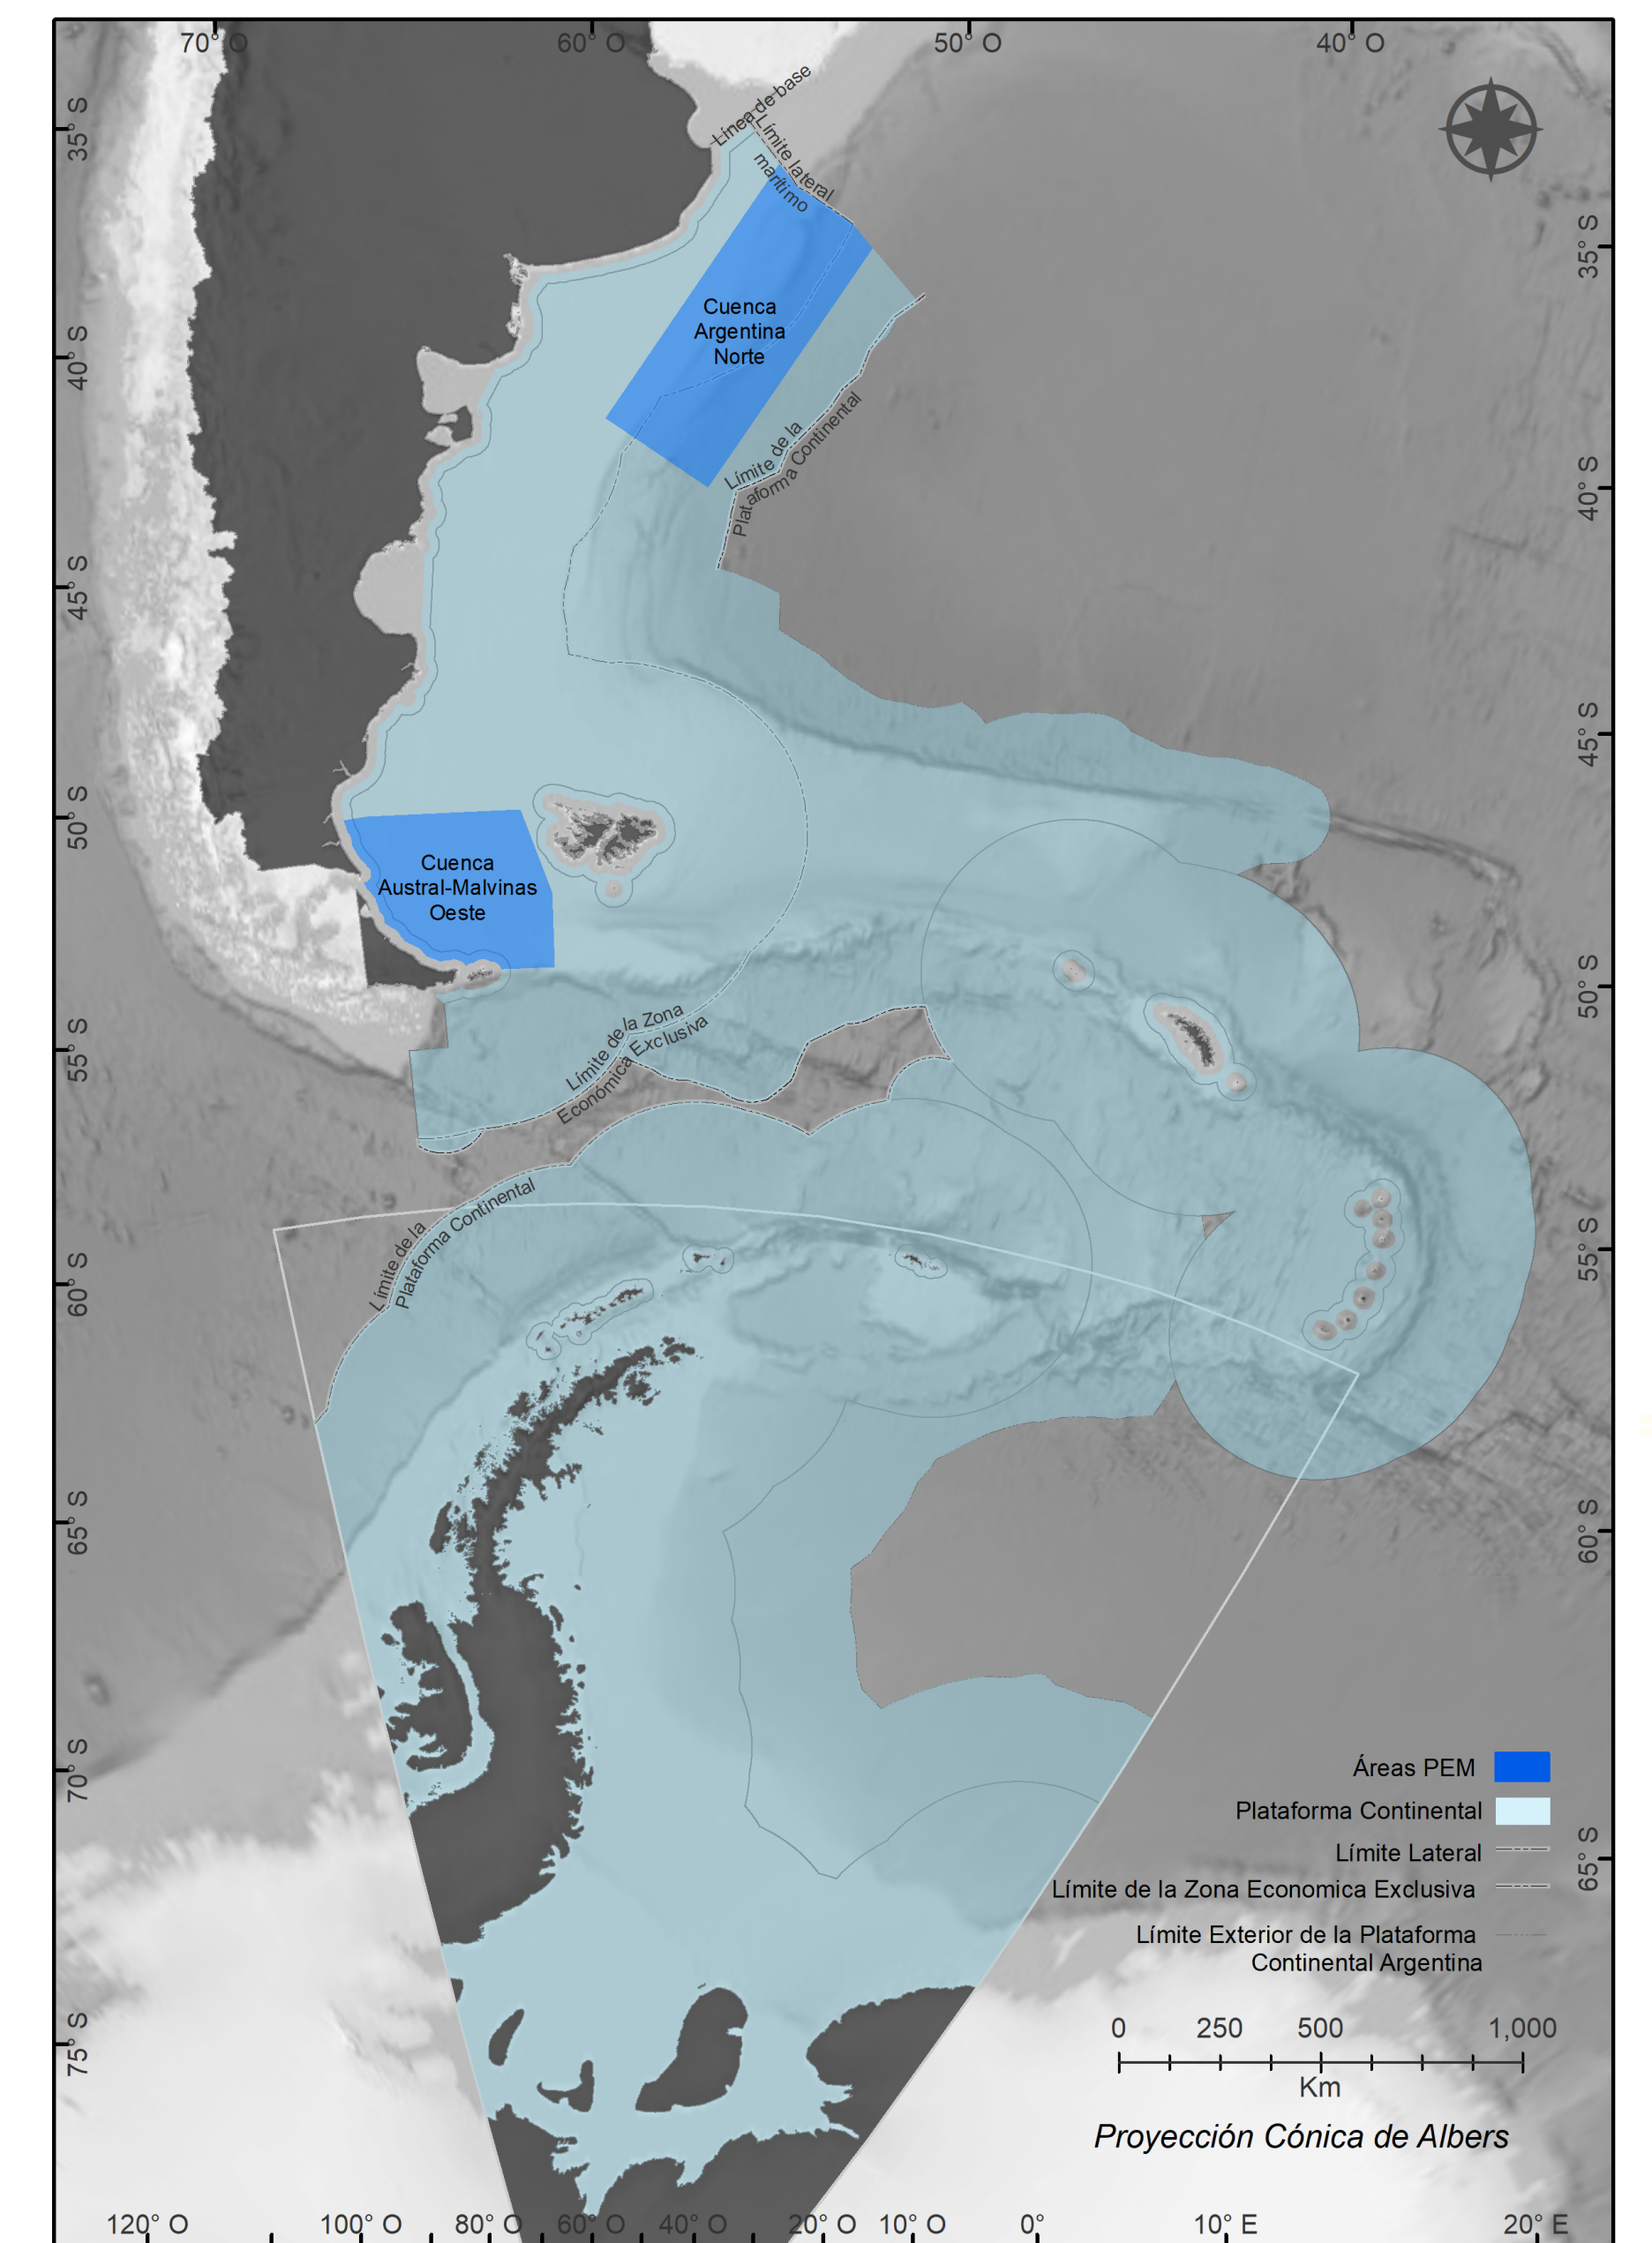 70° O
60° O
50° O
40° O
35° S
40° S
45° S
50° S
55° S
60° S
65° S
70° S
75° S
35° S
40° S
45° S
50° S
55° S
60° S
65° S
Línea de base
Límite lateral
marítimo
Cuenca
Argentina
Norte
Límite de la
Plataforma Continental
Cuenca
Austral-Malvinas
Oeste
Límite de la Zona
Económica Exclusiva
Límite de la
Plataforma Continental
Áreas PEM
Plataforma Continental
Límite Lateral
Límite de la Zona Economica Exclusiva
Límite Exterior de la Plataforma
Continental Argentina
0 250 500 1,000
Km
Proyección Cónica de Albers
120° O
100° O
80° O
60° O
40° O
20° O
10° O
0°
10° E
20° E